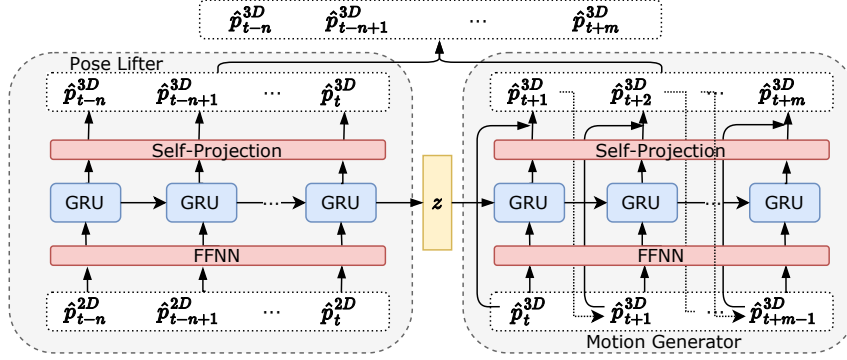 p̂^{3D}_{t-n} p̂^{3D}_{t-n+1} ... p̂^{3D}_{t+m}
Pose Lifter
p̂^{3D}_{t-n} p̂^{3D}_{t-n+1} ... p̂^{3D}_{t}
p̂^{3D}_{t+1} p̂^{3D}_{t+2} ... p̂^{3D}_{t+m}
Self-Projection
Self-Projection
GRU GRU ... GRU
z
GRU GRU ... GRU
FFNN
FFNN
p̂^{2D}_{t-n} p̂^{2D}_{t-n+1} ... p̂^{2D}_{t}
p̂^{3D}_{t} p̂^{3D}_{t+1} ... p̂^{3D}_{t+m-1}
Motion Generator